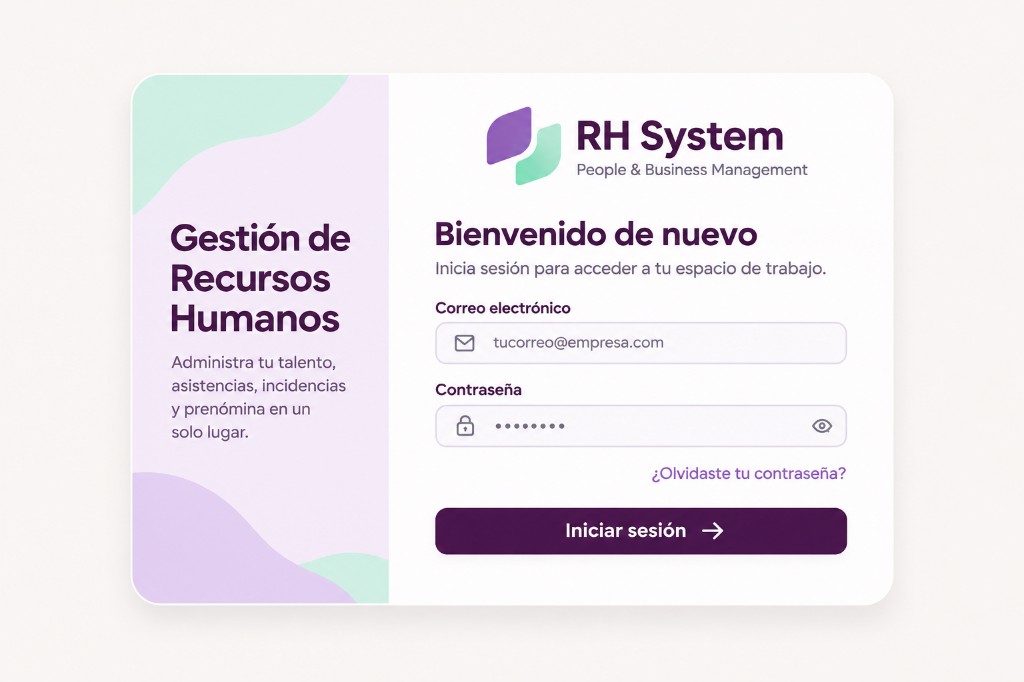 Gestión de
Recursos
Humanos
Administra tu talento,
asistencias, incidencias
y prenómina en un
solo lugar.
RH System
People & Business Management
Bienvenido de nuevo
Inicia sesión para acceder a tu espacio de trabajo.
Correo electrónico
tucorreo@empresa.com
Contraseña
••••••••
¿Olvidaste tu contraseña?
Iniciar sesión →